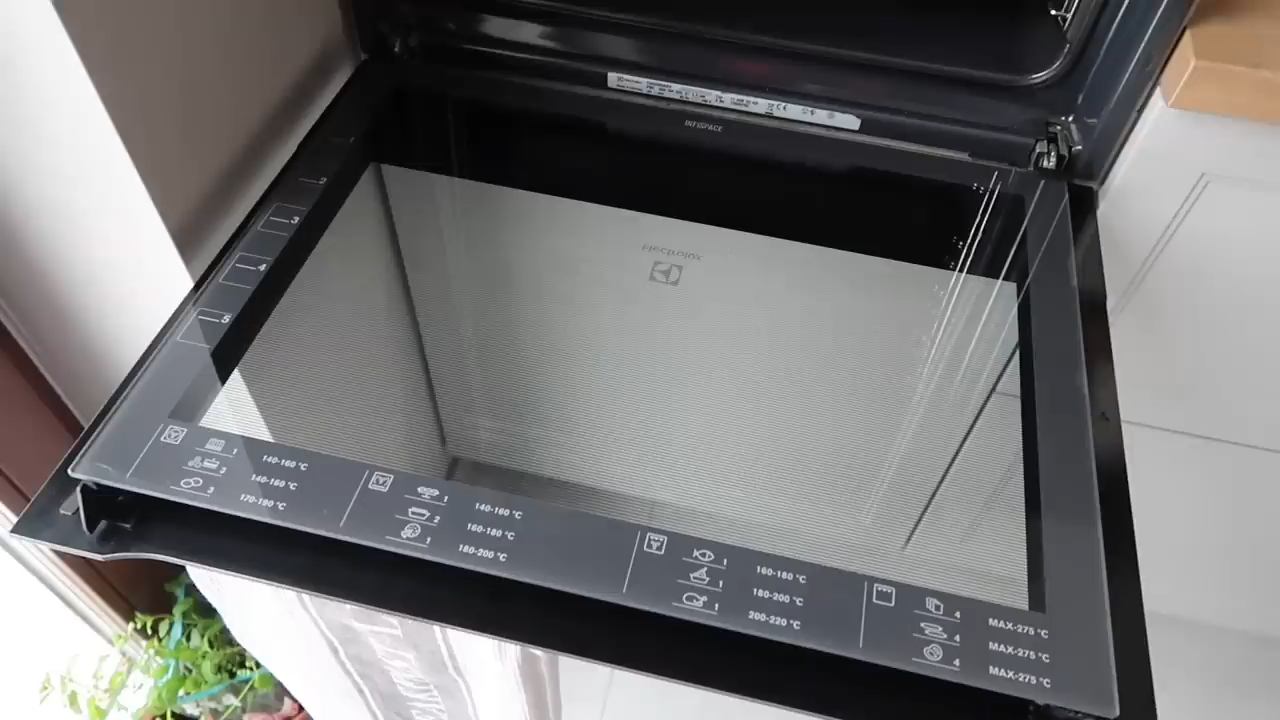 INFISPACE
Electrolux
2
3
4
5
1 140-160 °C
3 140-160 °C
3 170-190 °C
1 140-160 °C
2 160-180 °C
1 180-200 °C
1 160-180 °C
1 180-200 °C
1 200-220 °C
4 MAX-275 °C
4 MAX-275 °C
4 MAX-275 °C